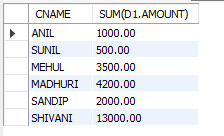 CNAME SUM(D1.AMOUNT)
ANIL 1000.00
SUNIL 500.00
MEHUL 3500.00
MADHURI 4200.00
SANDIP 2000.00
SHIVANI 13000.00